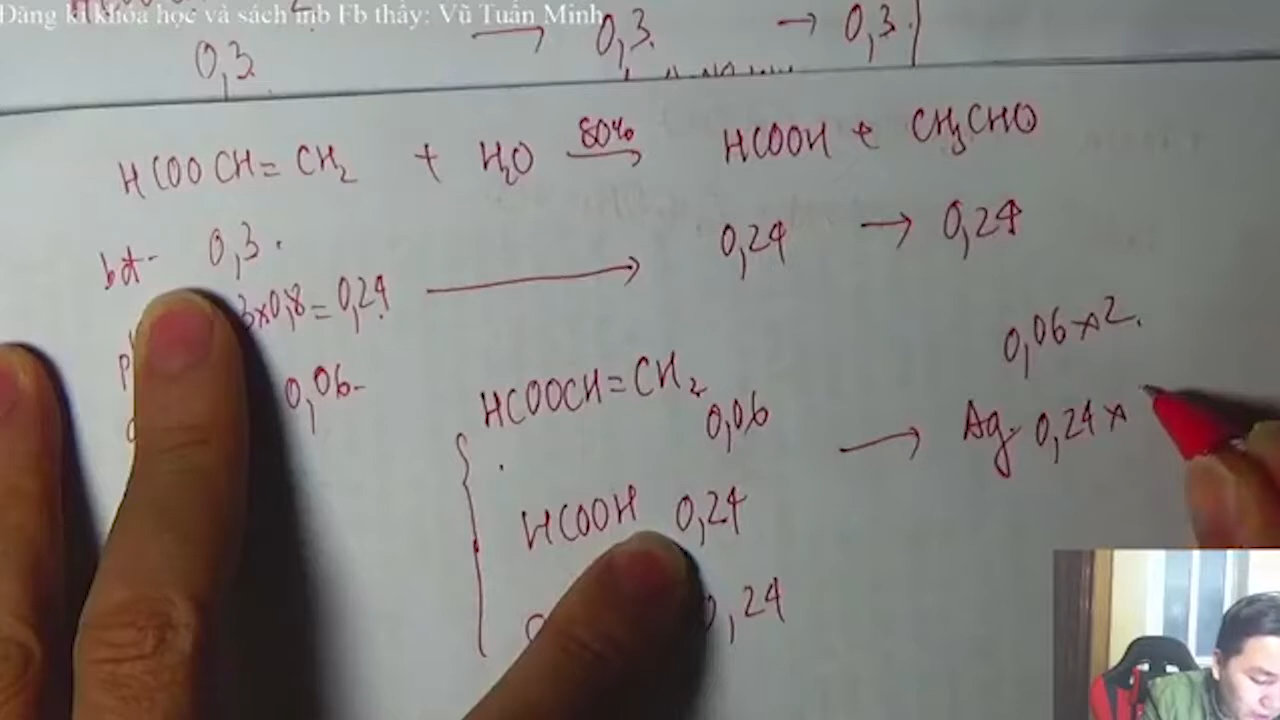 Đăng kí khóa học và sách inb Fb thầy: Vũ Tuấn Minh
0,3 → 0,3 → 0,3
HCOOCH=CH2 + H2O 80% → HCOOH + CH3CHO
bđ 0,3 0,24 → 0,24
3x0,8=0,24 →
0,06
0,06x2
HCOOCH=CH2 0,06 → Ag 0,24x
HCOOH 0,24
0,24